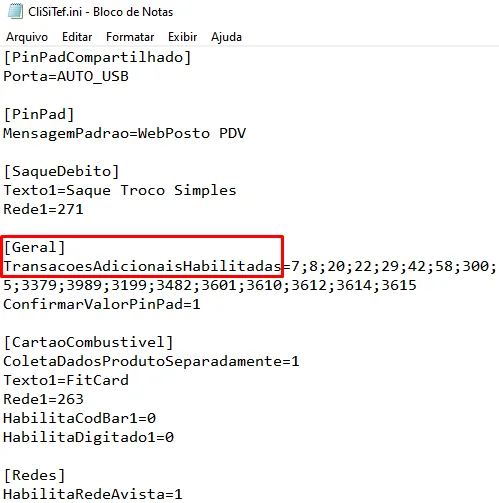 CliSiTef.ini - Bloco de Notas
Arquivo Editar Formatar Exibir Ajuda
[PinPadCompartilhado]
Porta=AUTO_USB
[PinPad]
MensagemPadrao=WebPosto PDV
[SaqueDebito]
Texto1=Saque Troco Simples
Rede1=271
[Geral]
TransacoesAdicionaisHabilitadas=7;8;20;22;29;42;58;300;
5;3379;3989;3199;3482;3601;3610;3612;3614;3615
ConfirmarValorPinPad=1
[CartaoCombustivel]
ColetaDadosProdutoSeparadamente=1
Texto1=FitCard
Rede1=263
HabilitaCodBar1=0
HabilitaDigitado1=0
[Redes]
HabilitaRedeAvista=1